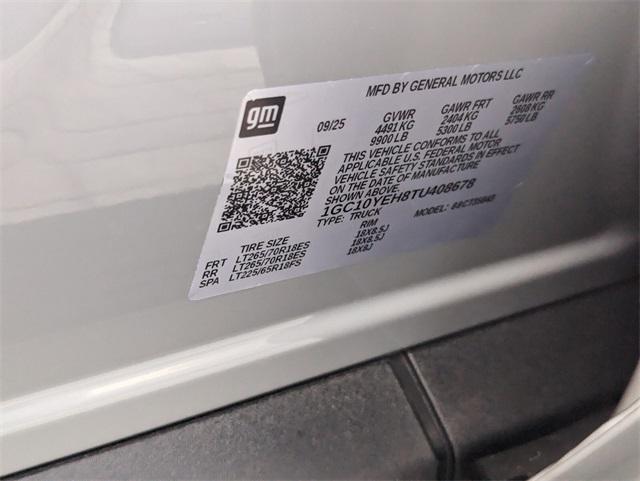 MFD BY GENERAL MOTORS LLC
gm
09/25
GVWR GAWR FRT GAWR RR
4491 KG 2404 KG 2608 KG
9900 LB 5300 LB 5750 LB
THIS VEHICLE CONFORMS TO ALL
APPLICABLE U.S. FEDERAL MOTOR
VEHICLE SAFETY STANDARDS IN EFFECT
ON THE DATE OF MANUFACTURE
SHOWN ABOVE.
1GC10YEH8TU408678
TYPE: TRUCK MODEL:
TIRE SIZE RIM
FRT LT265/70R18ES 18X8.5J
RR LT265/70R18ES 18X8.5J
SPA LT225/65R18FS 18X8J